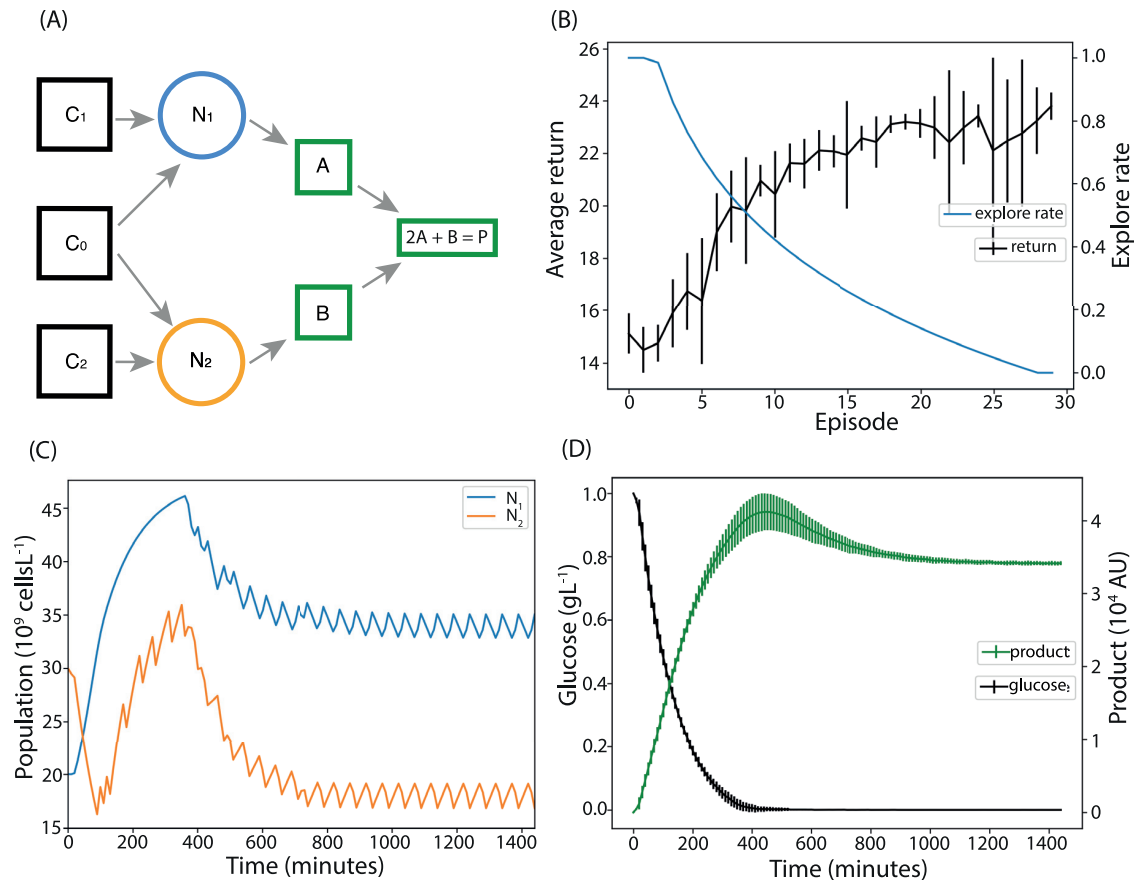 (A)
C1
N1
A
C0
2A + B = P
B
C2
N2
(B)
26
24
22
20
18
16
14
Average return
1.0
0.8
0.6
0.4
0.2
0.0
Explore rate
explore rate
return
0 5 10 15 20 25 30
Episode
(C)
45
40
35
30
25
20
15
Population (10⁹ cellsL⁻¹)
N₁
N₂
0 200 400 600 800 1000 1200 1400
Time (minutes)
(D)
1.0
0.8
0.6
0.4
0.2
0.0
Glucose (gL⁻¹)
4
3
2
1
0
Product (10⁴ AU)
product
glucose
0 200 400 600 800 1000 1200 1400
Time (minutes)